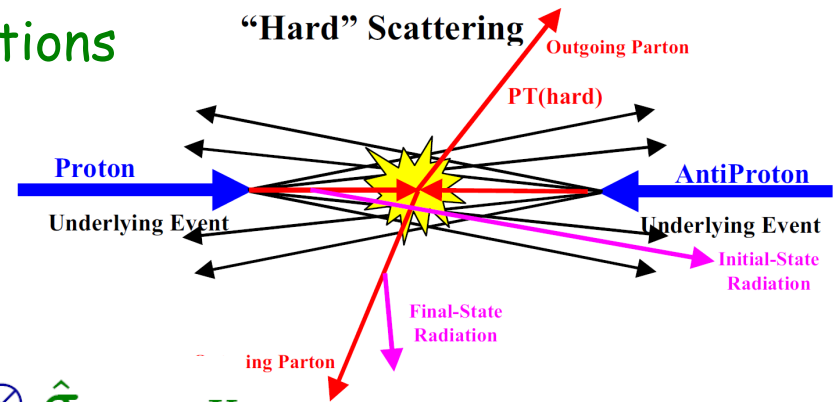 tions
“Hard” Scattering
Outgoing Parton
PT(hard)
Proton
AntiProton
Underlying Event
Underlying Event
Initial-State
Radiation
Final-State
Radiation
ing Parton
σ̂